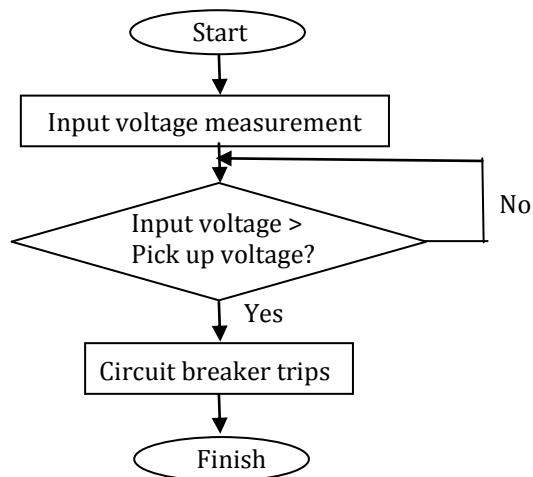 Start
Input voltage measurement
Input voltage >
Pick up voltage?
No
Yes
Circuit breaker trips
Finish